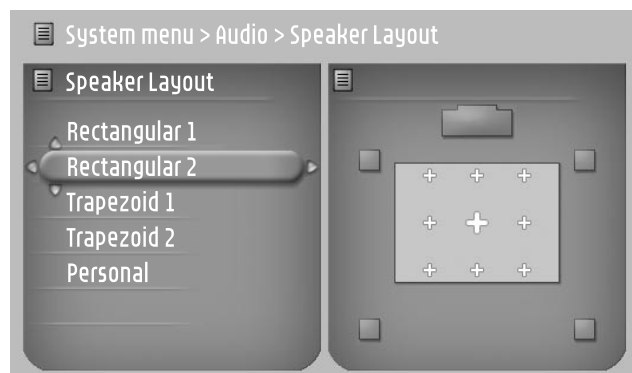 System menu > Audio > Speaker Layout
Speaker Layout
Rectangular 1
Rectangular 2
Trapezoid 1
Trapezoid 2
Personal